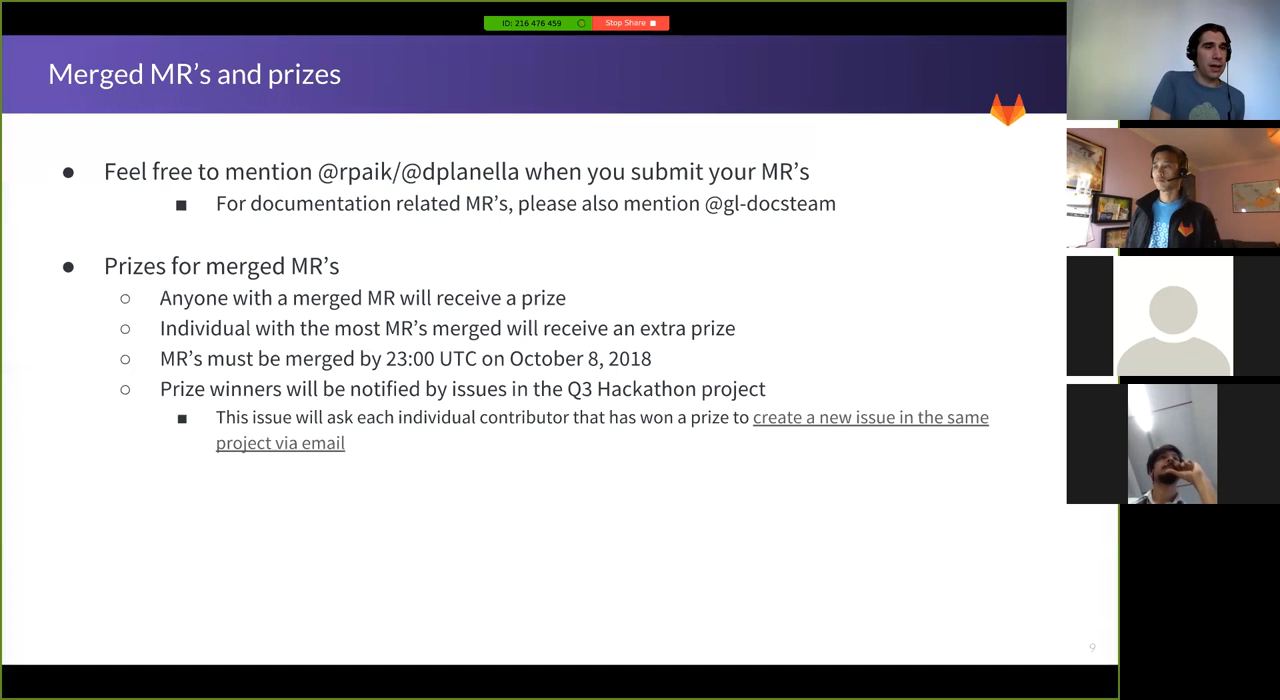 ID: 216 476 459
Stop Share
Merged MR’s and prizes
● Feel free to mention @rpaik/@dplanella when you submit your MR’s
■ For documentation related MR’s, please also mention @gl-docsteam
● Prizes for merged MR’s
○ Anyone with a merged MR will receive a prize
○ Individual with the most MR’s merged will receive an extra prize
○ MR’s must be merged by 23:00 UTC on October 8, 2018
○ Prize winners will be notified by issues in the Q3 Hackathon project
■ This issue will ask each individual contributor that has won a prize to create a new issue in the same
project via email
9